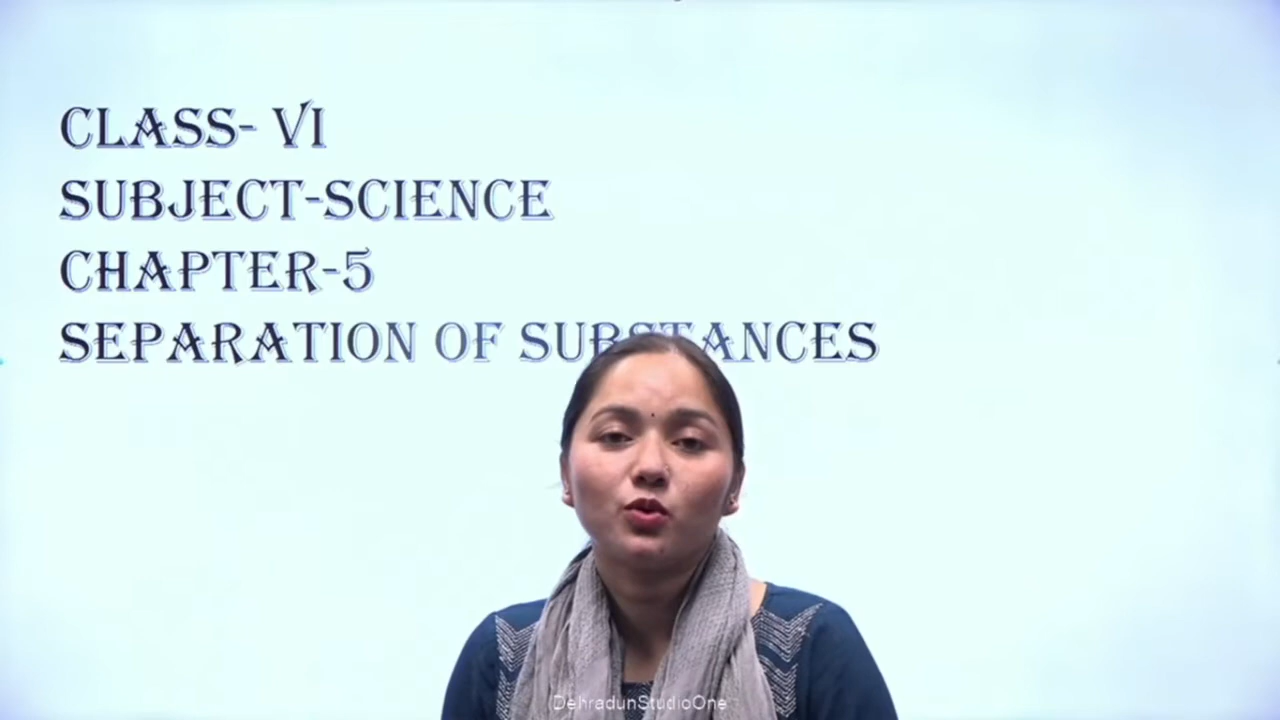 CLASS- VI
SUBJECT-SCIENCE
CHAPTER-5
SEPARATION OF SUBSTANCES
DehradunStudioOne